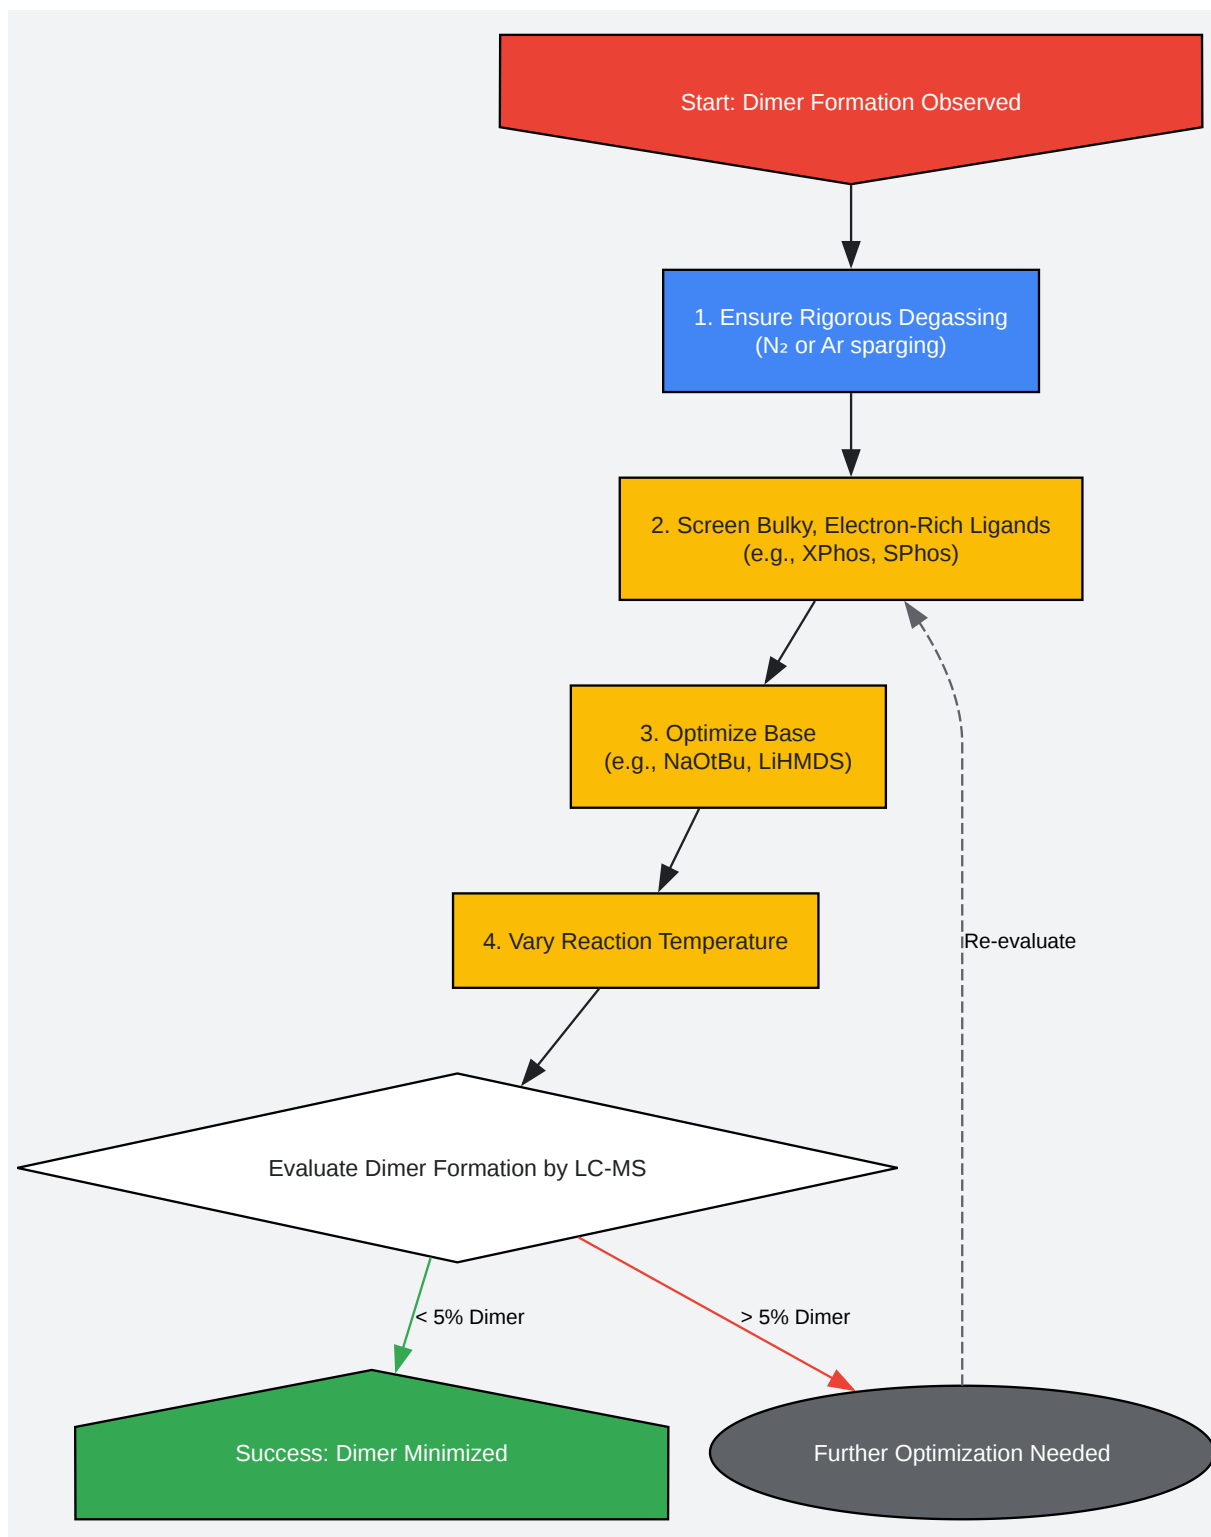 Start: Dimer Formation Observed
1. Ensure Rigorous Degassing
(N₂ or Ar sparging)
2. Screen Bulky, Electron-Rich Ligands
(e.g., XPhos, SPhos)
3. Optimize Base
(e.g., NaOtBu, LiHMDS)
4. Vary Reaction Temperature
Re-evaluate
Evaluate Dimer Formation by LC-MS
< 5% Dimer
> 5% Dimer
Success: Dimer Minimized
Further Optimization Needed